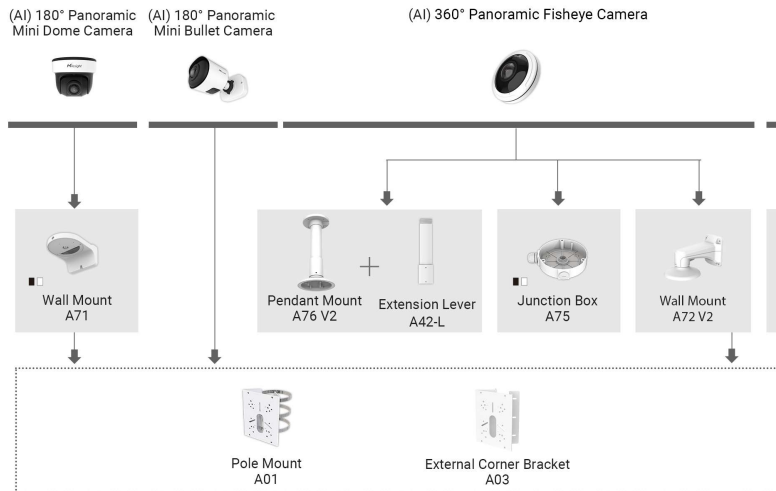 (AI) 180° Panoramic
Mini Dome Camera
(AI) 180° Panoramic
Mini Bullet Camera
(AI) 360° Panoramic Fisheye Camera
Milesight
Wall Mount
A71
Pendant Mount
A76 V2
+
Extension Lever
A42-L
Junction Box
A75
Wall Mount
A72 V2
Pole Mount
A01
External Corner Bracket
A03